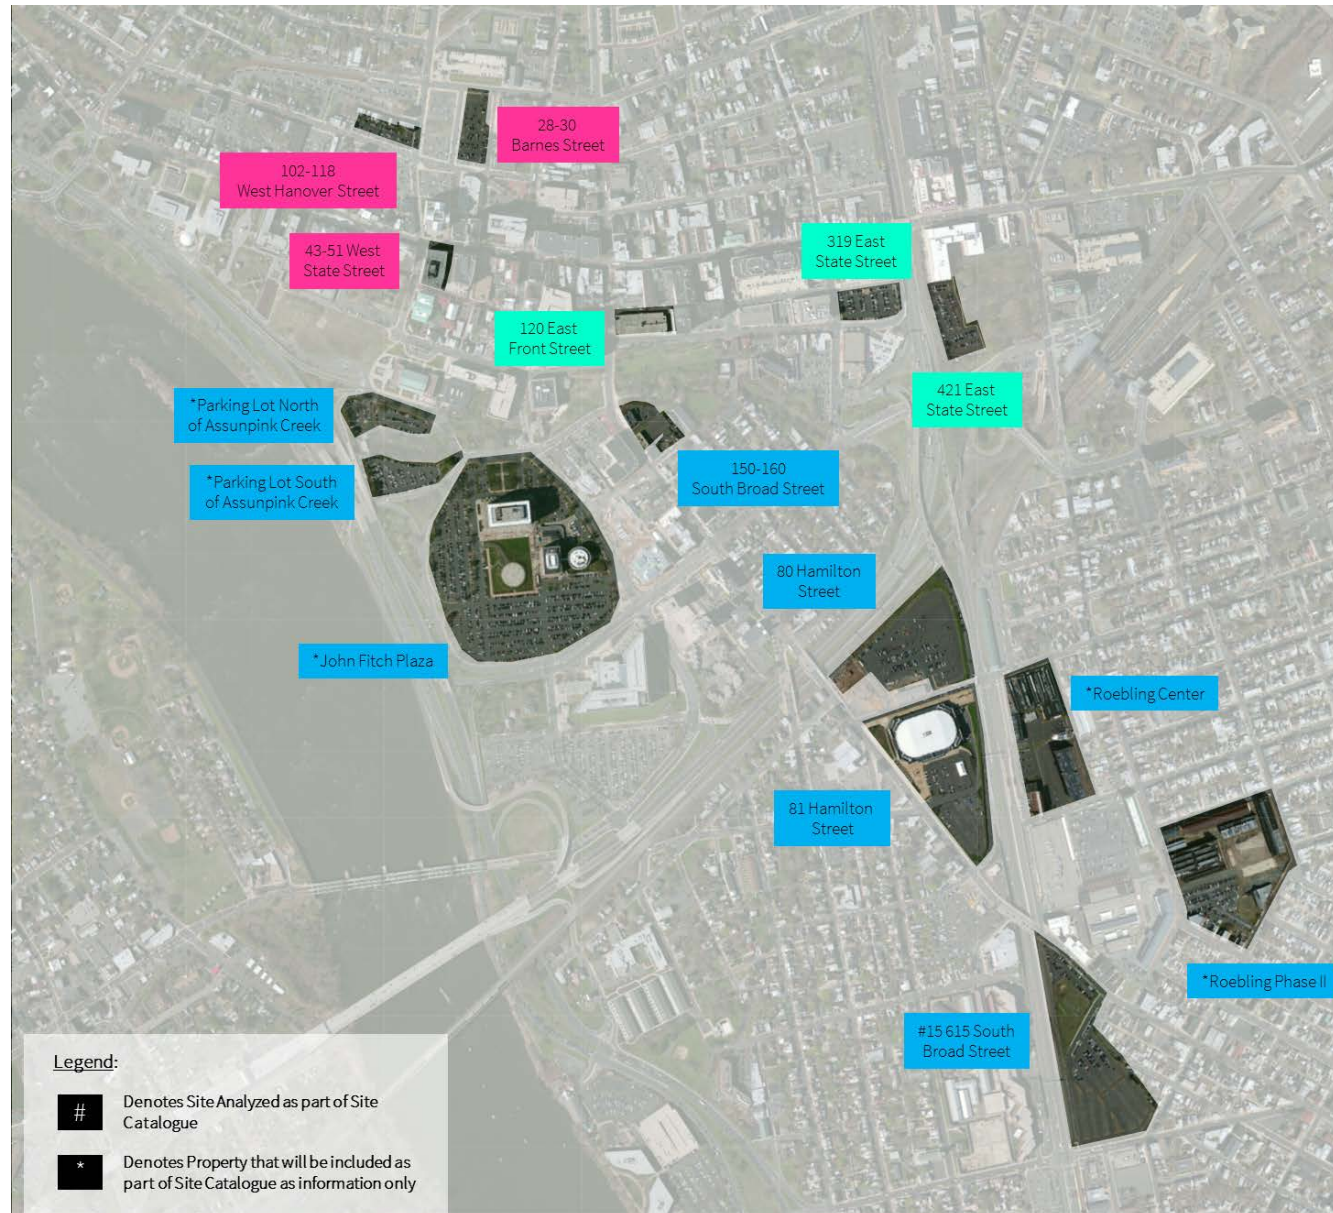 28-30
Barnes Street
102-118
West Hanover Street
43-51 West
State Street
319 East
State Street
120 East
Front Street
421 East
State Street
*Parking Lot North
of Assunpink Creek
*Parking Lot South
of Assunpink Creek
150-160
South Broad Street
80 Hamilton
Street
*John Fitch Plaza
*Roebling Center
81 Hamilton
Street
*Roebling Phase II
#15 615 South
Broad Street
Legend:
# Denotes Site Analyzed as part of Site
Catalogue
* Denotes Property that will be included as
part of Site Catalogue as information only